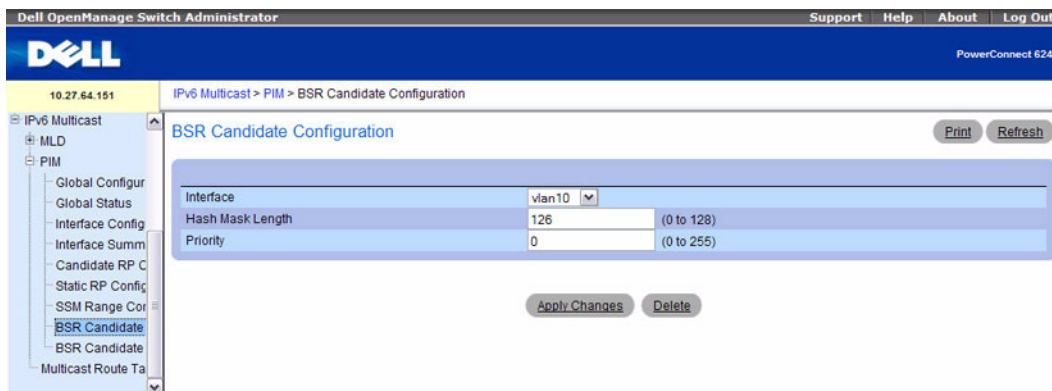 Dell OpenManage Switch Administrator
Support Help About Log Out
DELL
PowerConnect 624
10.27.64.151
IPv6 Multicast > PIM > BSR Candidate Configuration
IPv6 Multicast
MLD
PIM
Global Configur
Global Status
Interface Config
Interface Summ
Candidate RP C
Static RP Config
SSM Range Con
BSR Candidate
BSR Candidate
Multicast Route Ta
BSR Candidate Configuration
Print Refresh
Interface vlan10
Hash Mask Length 126 (0 to 128)
Priority 0 (0 to 255)
Apply Changes Delete